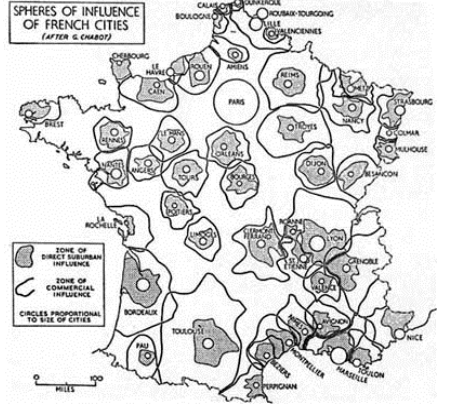 SPHERES OF INFLUENCE
OF FRENCH CITIES
(AFTER G. CHABOT)
CALAIS
DUNKERQUE
BOULOGNE
ROUBAIX-TOURGOING
LILLE
VALENCIENNES
CHERBOURG
LE
HAVRE
ROUEN
AMIENS
CAEN
REIMS
METZ
PARIS
NANCY
STRASBOURG
BREST
RENNES
LE MANS
TROYES
COLMAR
ORLEANS
MULHOUSE
NANTES
ANGERS
TOURS
BOURGES
DIJON
BESANCON
POITIERS
LA
ROCHELLE
LIMOGES
CLERMONT
FERRAND
ROANNE
LYON
ST
ETIENNE
GRENOBLE
VALENCE
ZONE OF
DIRECT SUBURBAN
INFLUENCE
ZONE OF
COMMERCIAL
INFLUENCE
CIRCLES PROPORTIONAL
TO SIZE OF CITIES
BORDEAUX
TOULOUSE
NIMES
AVIGNON
NICE
PAU
BEZIERS
MONTPELLIER
MARSEILLE
TOULON
PERPIGNAN
0 100
MILES